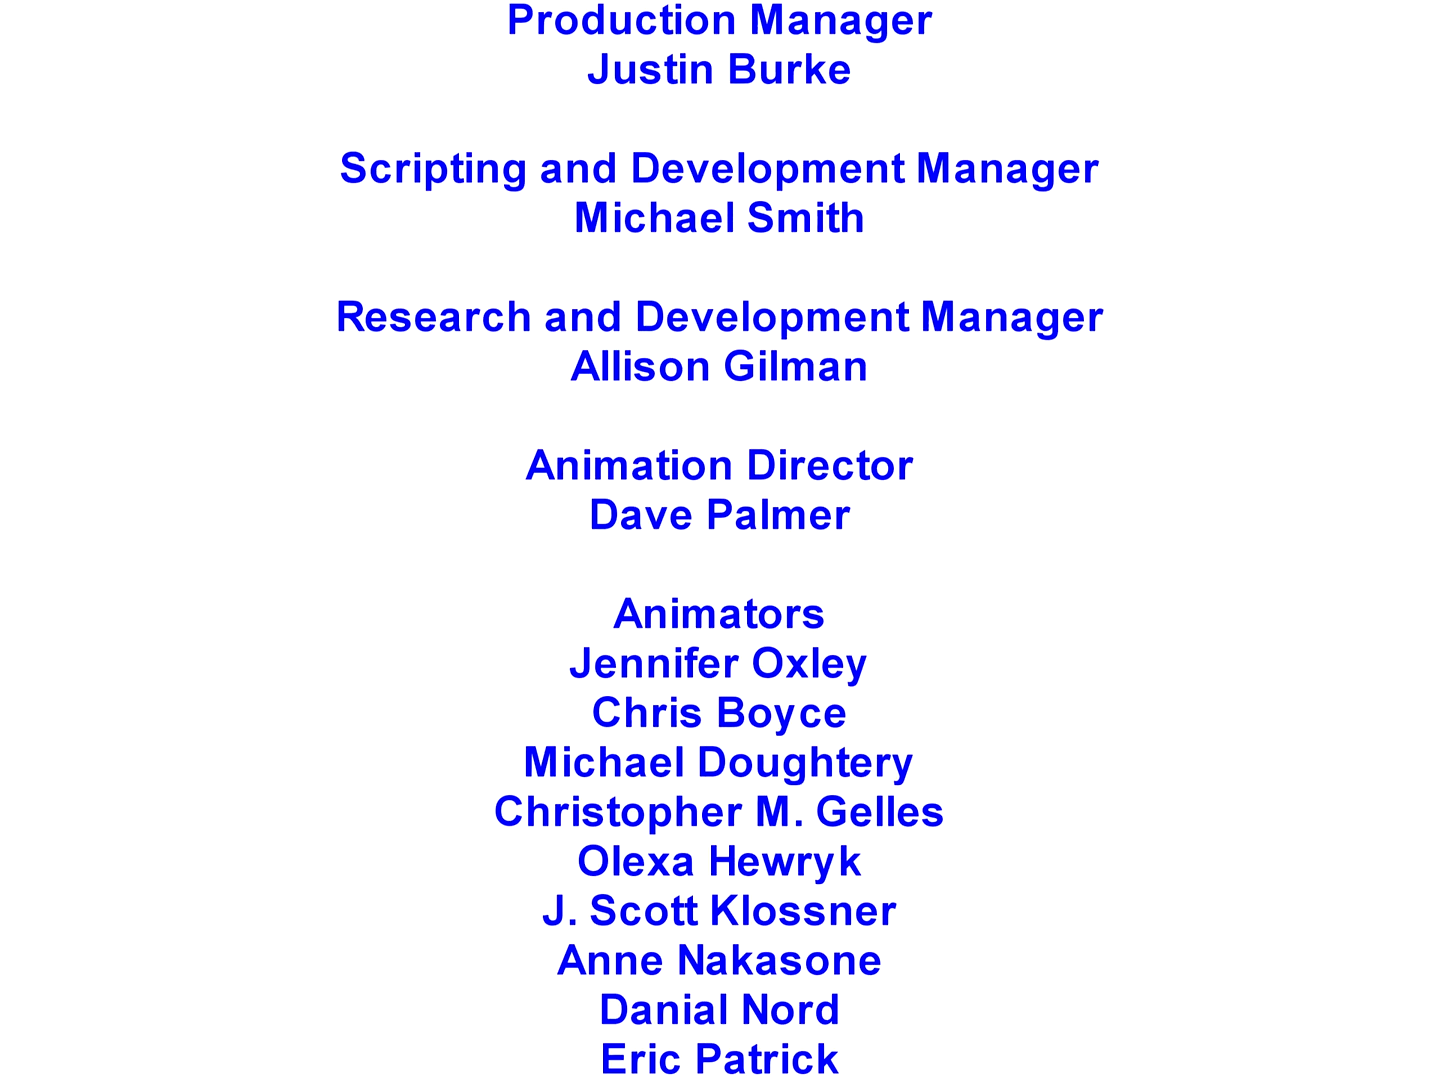 Production Manager
Justin Burke
Scripting and Development Manager
Michael Smith
Research and Development Manager
Allison Gilman
Animation Director
Dave Palmer
Animators
Jennifer Oxley
Chris Boyce
Michael Doughtery
Christopher M. Gelles
Olexa Hewryk
J. Scott Klossner
Anne Nakasone
Danial Nord
Eric Patrick